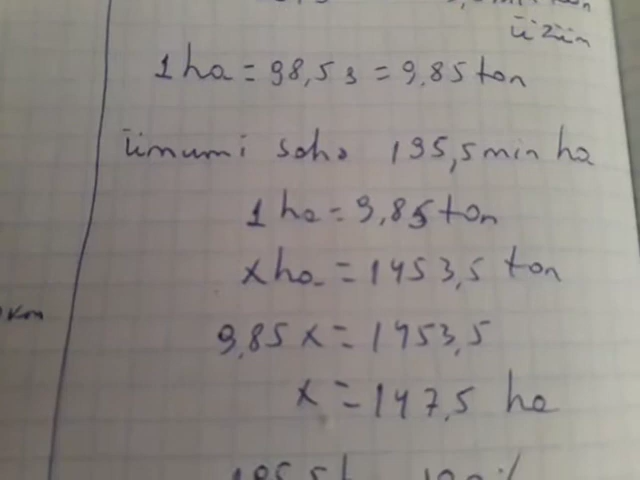 üzün
1 ha = 98,5 s = 9,85 ton
ümumi sahə 195,5 min ha
1 ha = 9,85 ton
x ha = 1453,5 ton
9,85 x = 1453,5
x = 147,5 ha